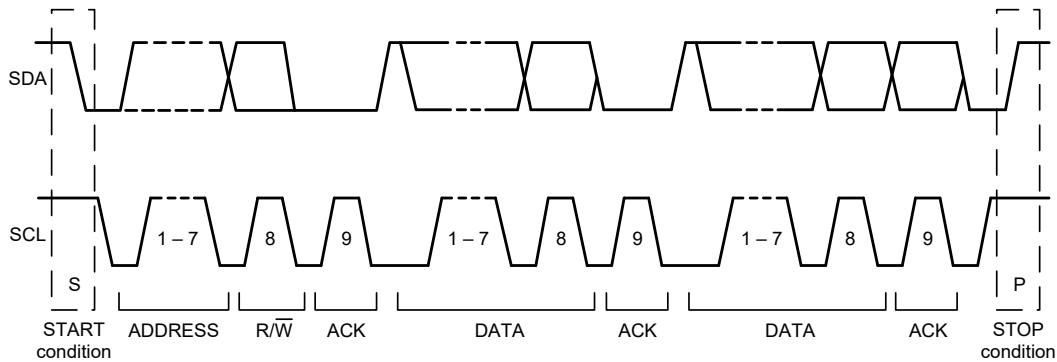 SDA
SCL
1 – 7
8
9
1 – 7
8
9
1 – 7
8
9
S
P
START
condition
ADDRESS
R/W̅
ACK
DATA
ACK
DATA
ACK
STOP
condition